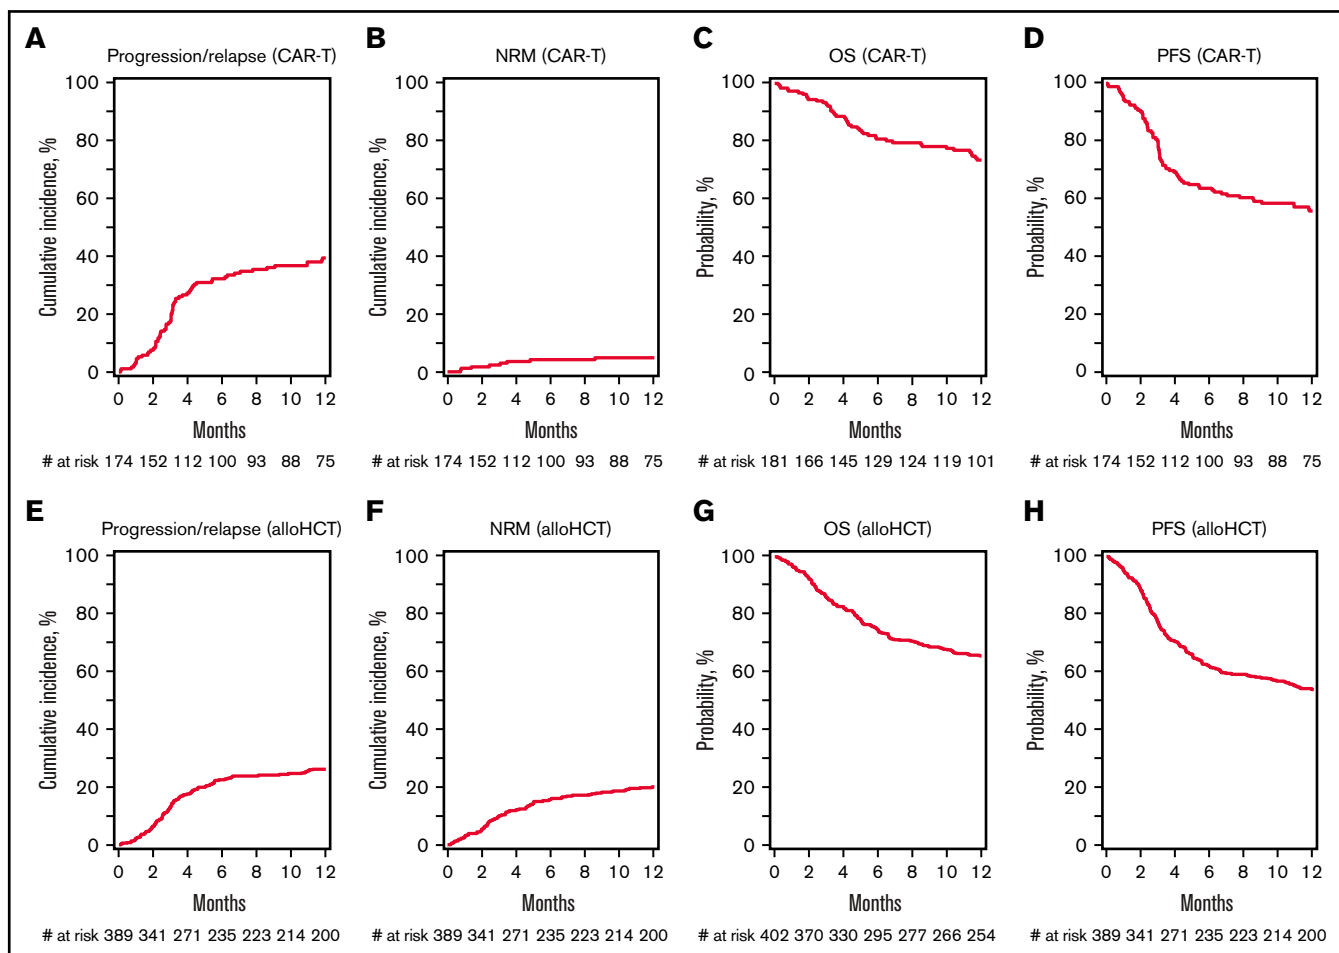 A
Progression/relapse (CAR-T)
Cumulative incidence, %
100
80
60
40
20
0
0 2 4 6 8 10 12
Months
# at risk 174 152 112 100 93 88 75
B
NRM (CAR-T)
Cumulative incidence, %
100
80
60
40
20
0
0 2 4 6 8 10 12
Months
174 152 112 100 93 88 75
C
OS (CAR-T)
Probability, %
100
80
60
40
20
0
0 2 4 6 8 10 12
Months
# at risk 181 166 145 129 124 119 101
D
PFS (CAR-T)
Probability, %
100
80
60
40
20
0
0 2 4 6 8 10 12
Months
# at risk 174 152 112 100 93 88 75
E
Progression/relapse (alloHCT)
Cumulative incidence, %
100
80
60
40
20
0
0 2 4 6 8 10 12
Months
# at risk 389 341 271 235 223 214 200
F
NRM (alloHCT)
Cumulative incidence, %
100
80
60
40
20
0
0 2 4 6 8 10 12
Months
# at risk 389 341 271 235 223 214 200
G
OS (alloHCT)
Probability, %
100
80
60
40
20
0
0 2 4 6 8 10 12
Months
# at risk 402 370 330 295 277 266 254
H
PFS (alloHCT)
Probability, %
100
80
60
40
20
0
0 2 4 6 8 10 12
Months
# at risk 389 341 271 235 223 214 200